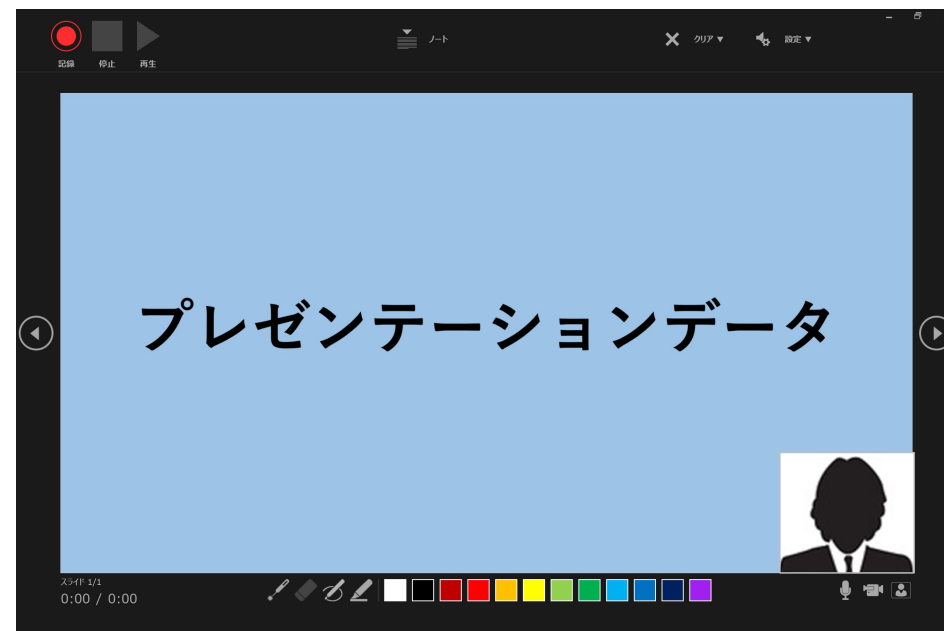 ノート
クリア ▼
設定 ▼
記録 停止 再生
プレゼンテーションデータ
スライド 1/1
0:00 / 0:00